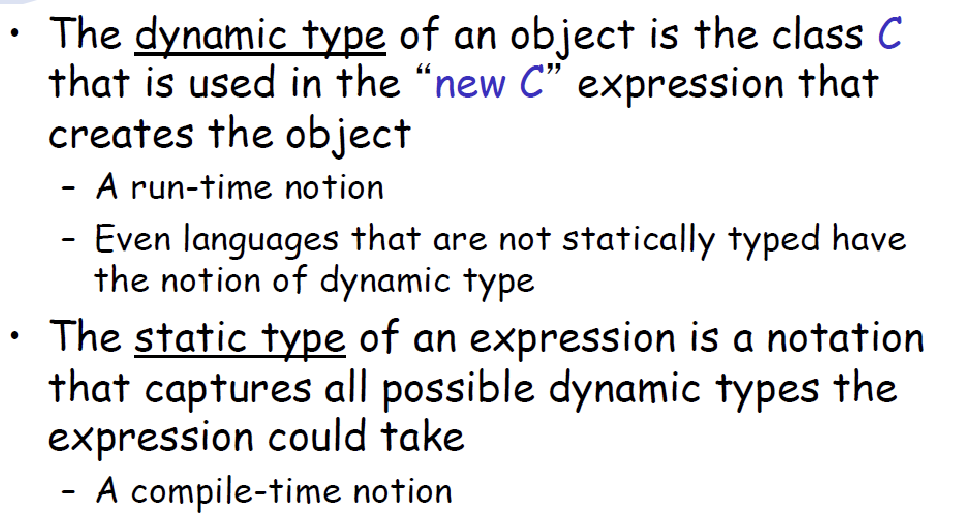 • The dynamic type of an object is the class C
that is used in the “new C” expression that
creates the object
– A run-time notion
– Even languages that are not statically typed have
the notion of dynamic type
• The static type of an expression is a notation
that captures all possible dynamic types the
expression could take
– A compile-time notion